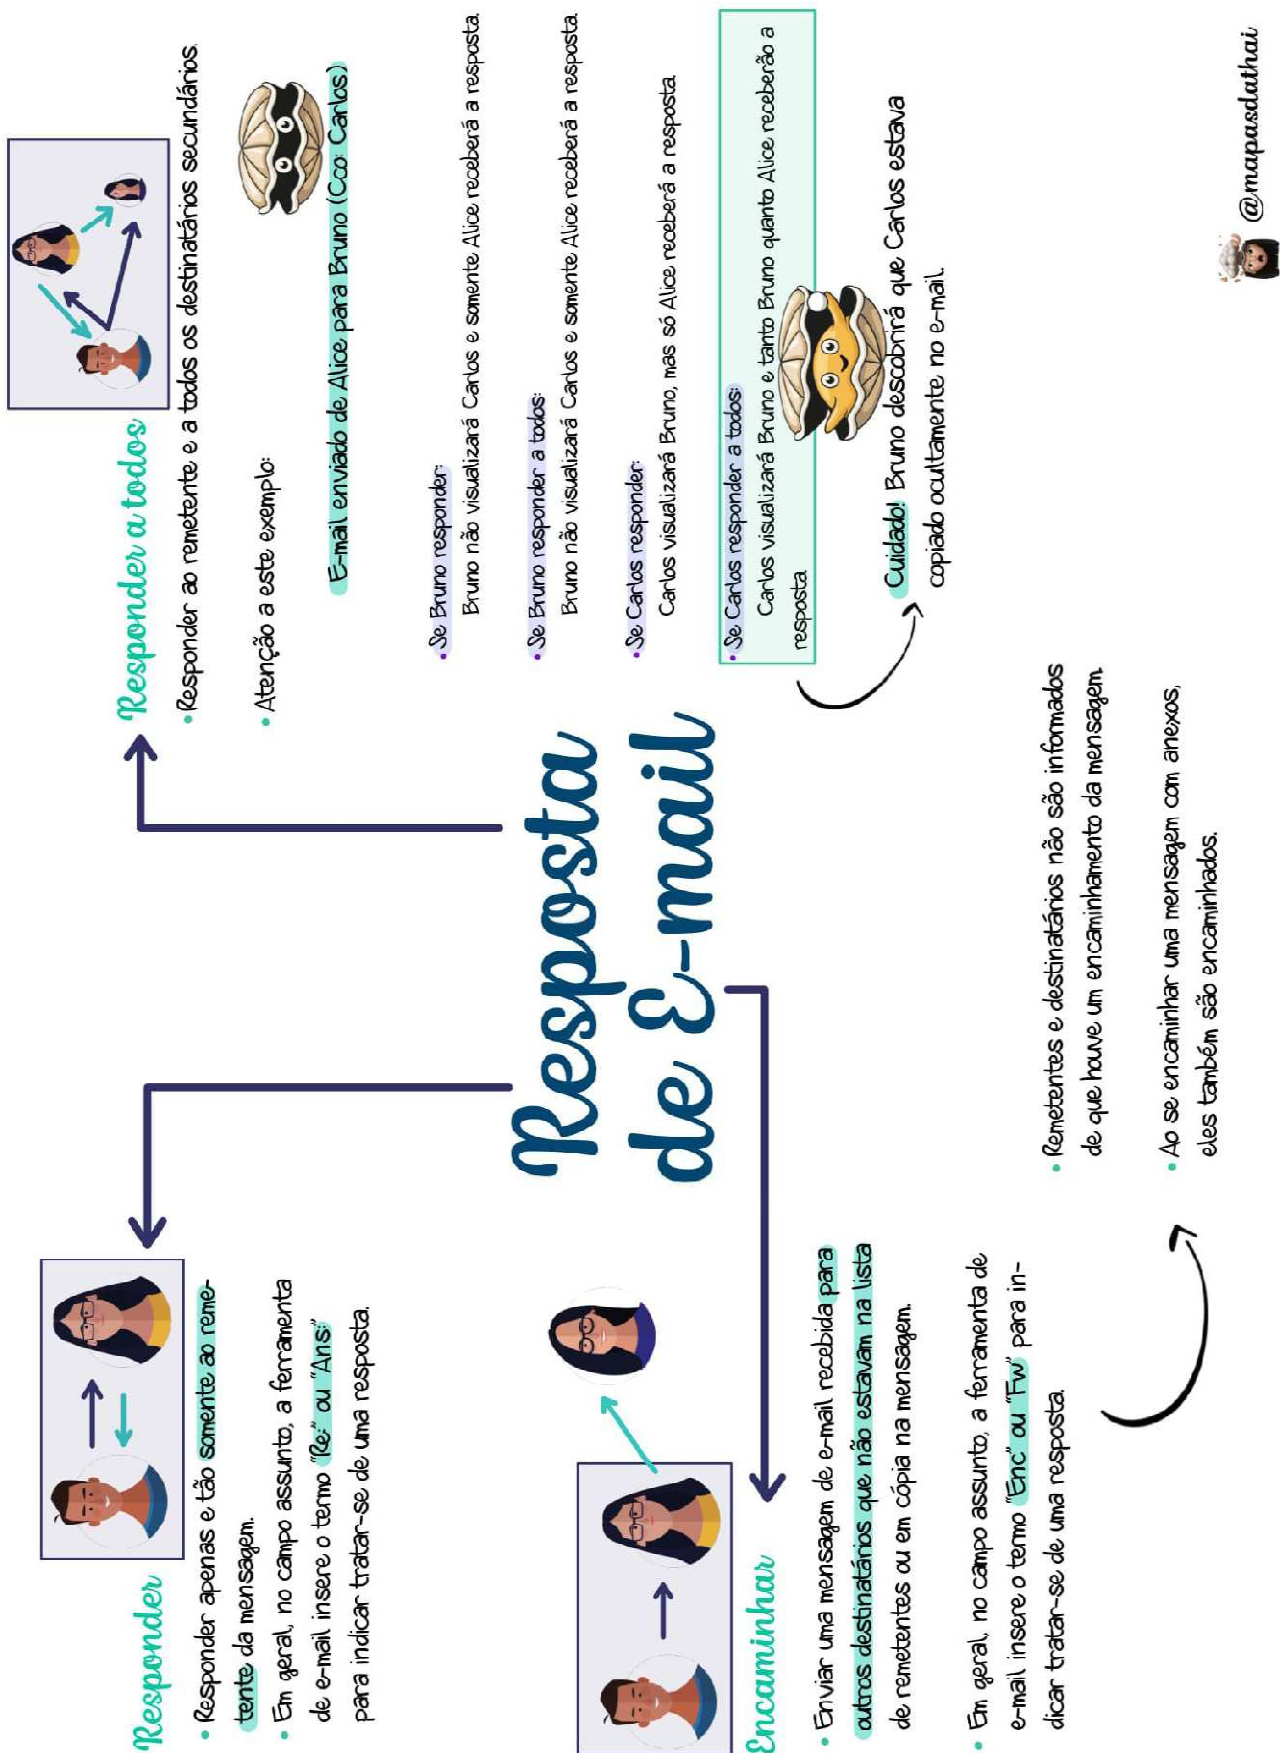 Resposta
de E-mail
Responder
• Responder apenas e tão somente ao reme-
tente da mensagem.
• Em geral, no campo assunto, a ferramenta
de e-mail insere o termo "Re:" ou "Ans:"
para indicar tratar-se de uma resposta.
Responder a todos
• Responder ao remetente e a todos os destinatários secundários.
• Atenção a este exemplo:
E-mail enviado de Alice para Bruno (Cco: Carlos)
• Se Bruno responder:
Bruno não visualizará Carlos e somente Alice receberá a resposta.
• Se Bruno responder a todos:
Bruno não visualizará Carlos e somente Alice receberá a resposta.
• Se Carlos responder:
Carlos visualizará Bruno, mas só Alice receberá a resposta.
• Se Carlos responder a todos:
Carlos visualizará Bruno e tanto Bruno quanto Alice receberão a
resposta
Cuidado! Bruno descobrirá que Carlos estava
copiado ocultamente no e-mail.
Encaminhar
• Enviar uma mensagem de e-mail recebida para
outros destinatários que não estavam na lista
de remetentes ou em cópia na mensagem.
• Em geral, no campo assunto, a ferramenta de
e-mail insere o termo "Enc" ou "Fw" para in-
dicar tratar-se de uma resposta.
• Remetentes e destinatários não são informados
de que houve um encaminhamento da mensagem.
• Ao se encaminhar uma mensagem com anexos,
eles também são encaminhados.
@mapasdathai